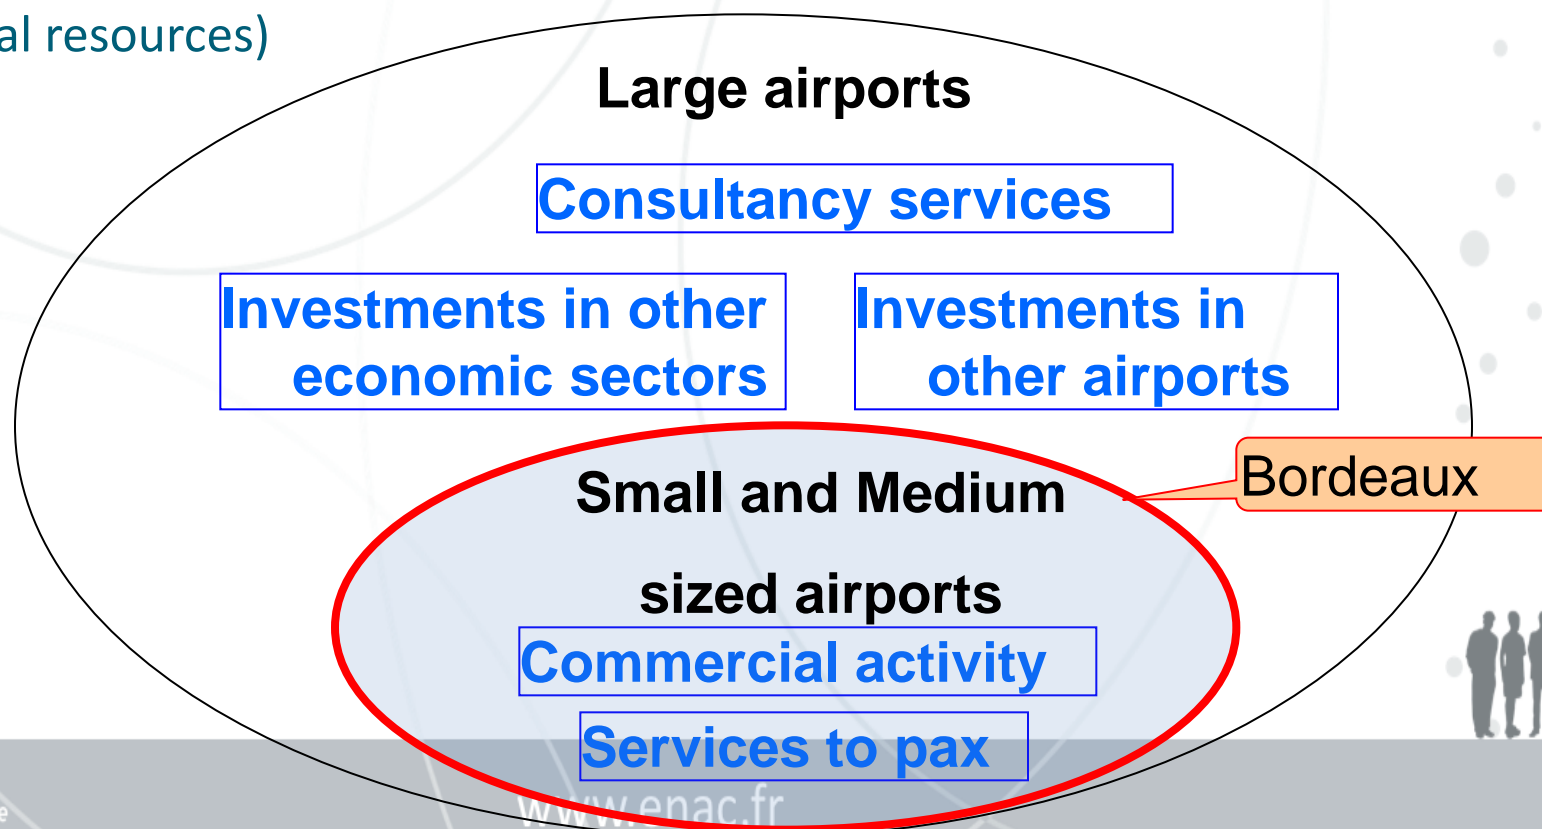 al resources)
Large airports
Consultancy services
Investments in other
economic sectors
Investments in
other airports
Small and Medium
sized airports
Bordeaux
Commercial activity
Services to pax
www.enac.fr
e